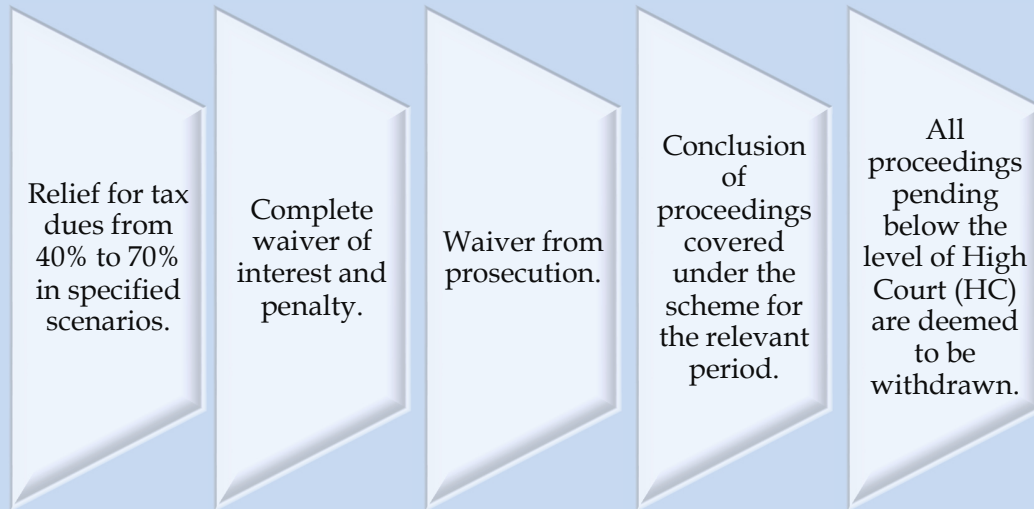 Relief for tax
dues from
40% to 70%
in specified
scenarios.
Complete
waiver of
interest and
penalty.
Waiver from
prosecution.
Conclusion
of
proceedings
covered
under the
scheme for
the relevant
period.
All
proceedings
pending
below the
level of High
Court (HC)
are deemed
to be
withdrawn.